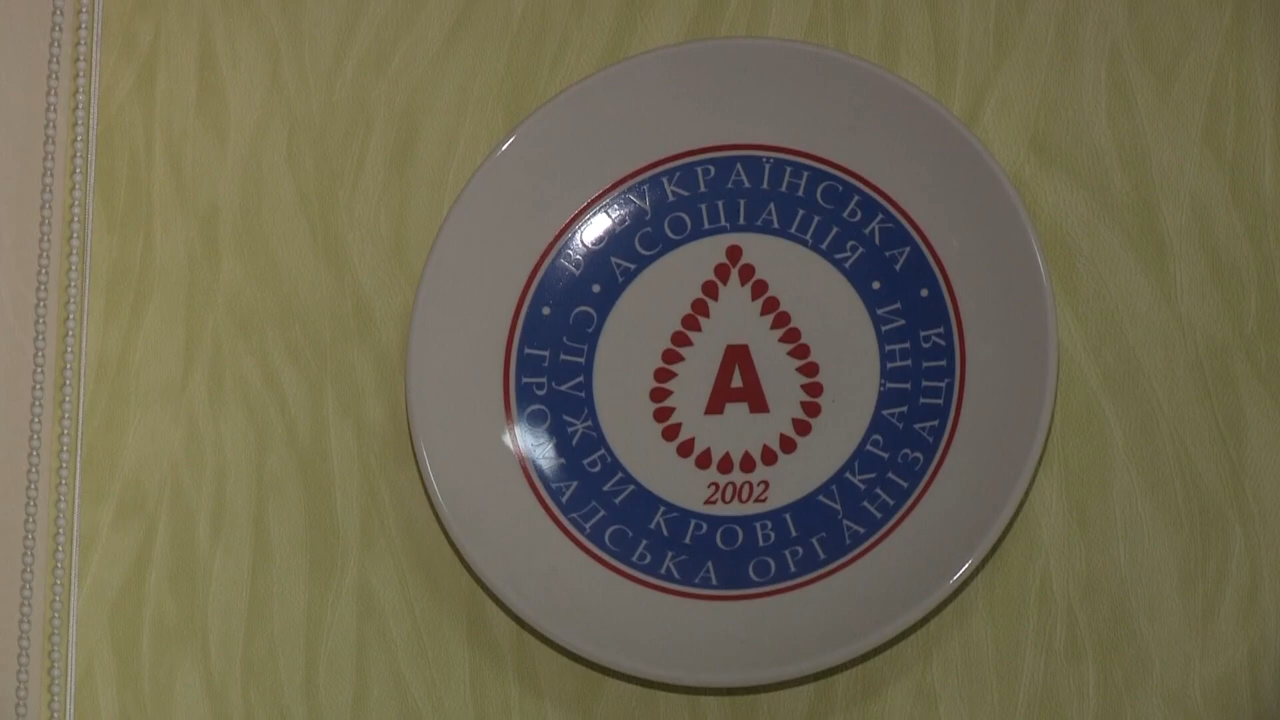 ВСЕУКРАЇНСЬКА
АСОЦІАЦІЯ
СЛУЖБИ КРОВІ УКРАЇНИ
ГРОМАДСЬКА ОРГАНІЗАЦІЯ
А
2002